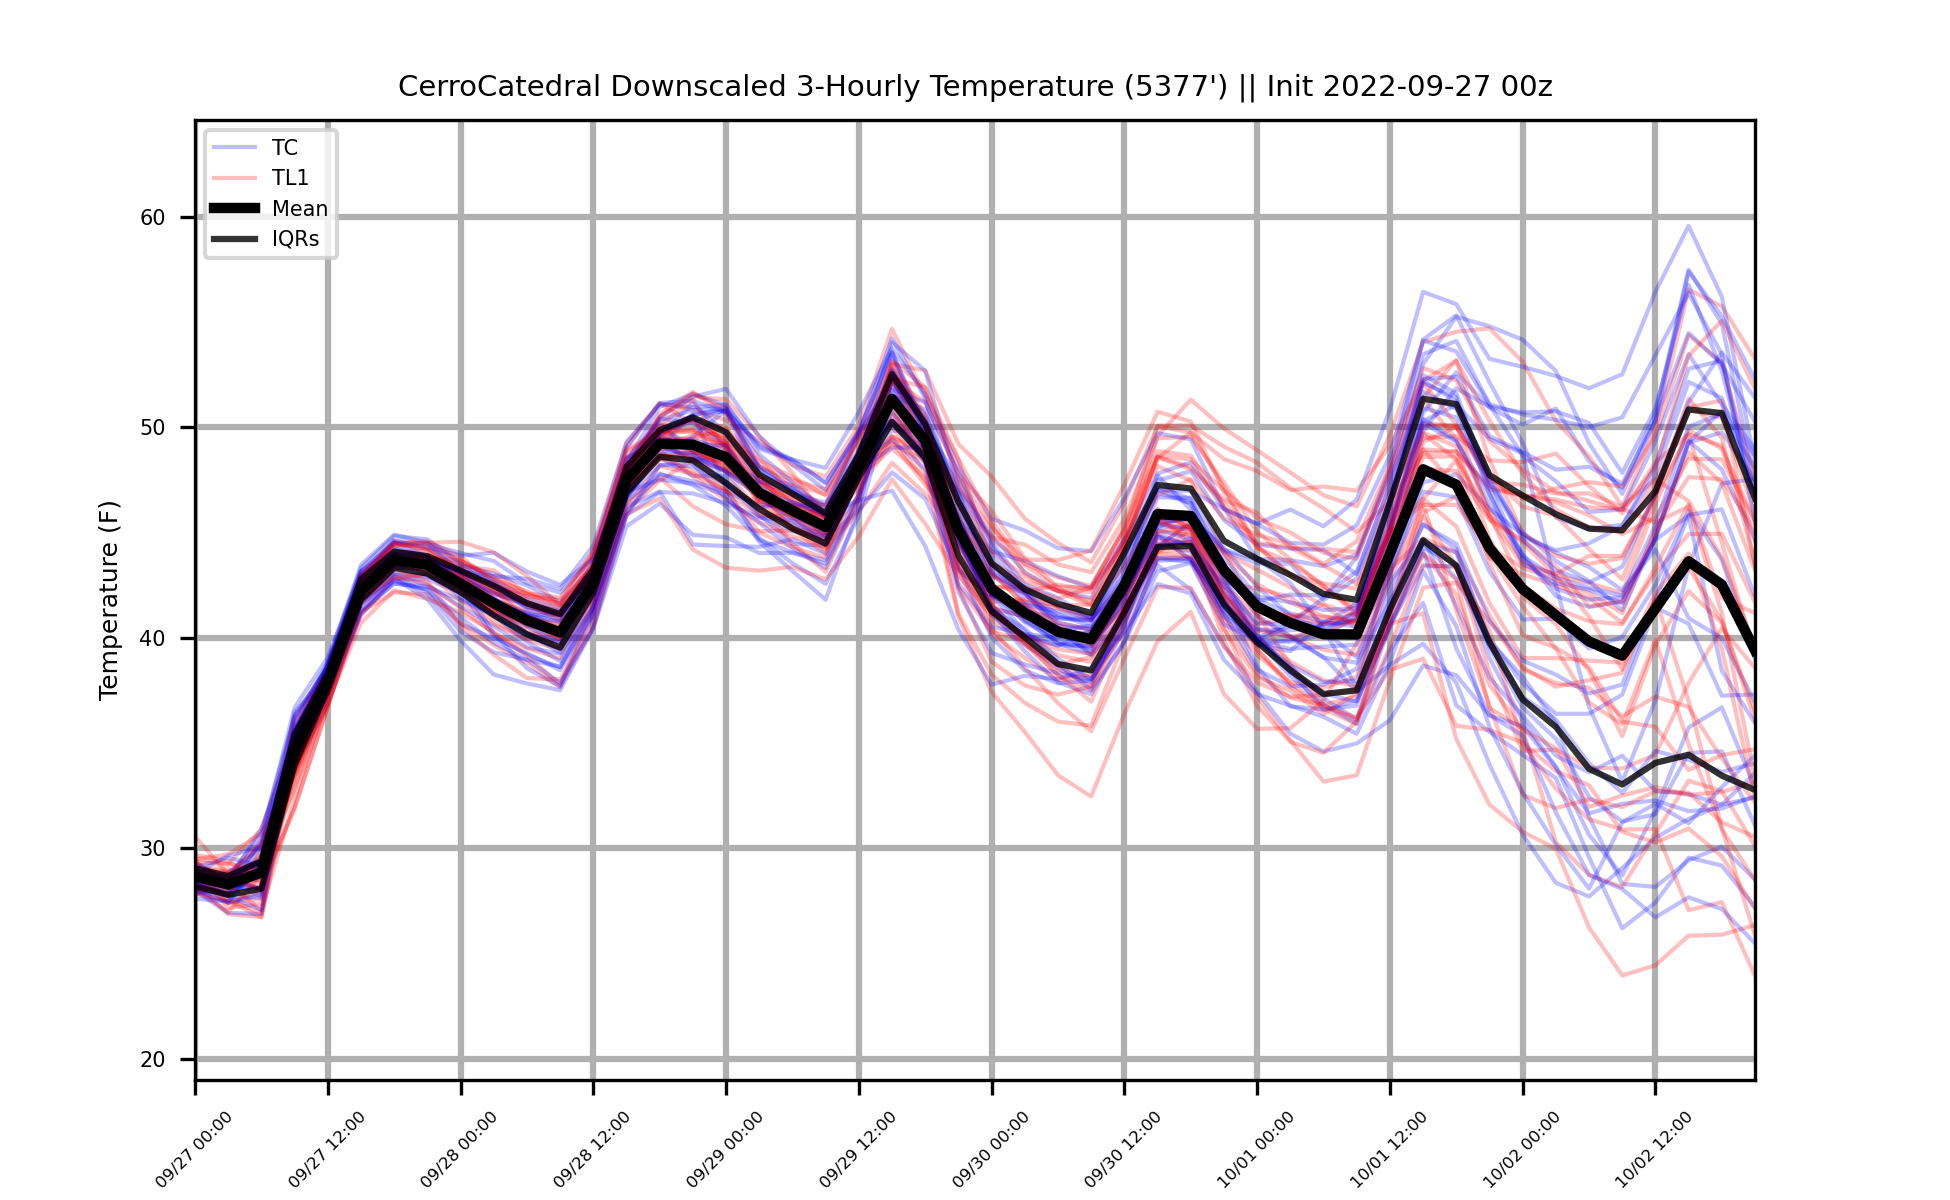 CerroCatedral Downscaled 3-Hourly Temperature (5377') || Init 2022-09-27 00z
TC
TL1
Mean
IQRs
Temperature (F)
60
50
40
30
20
09/27 00:00
09/27 12:00
09/28 00:00
09/28 12:00
09/29 00:00
09/29 12:00
09/30 00:00
09/30 12:00
10/01 00:00
10/01 12:00
10/02 00:00
10/02 12:00